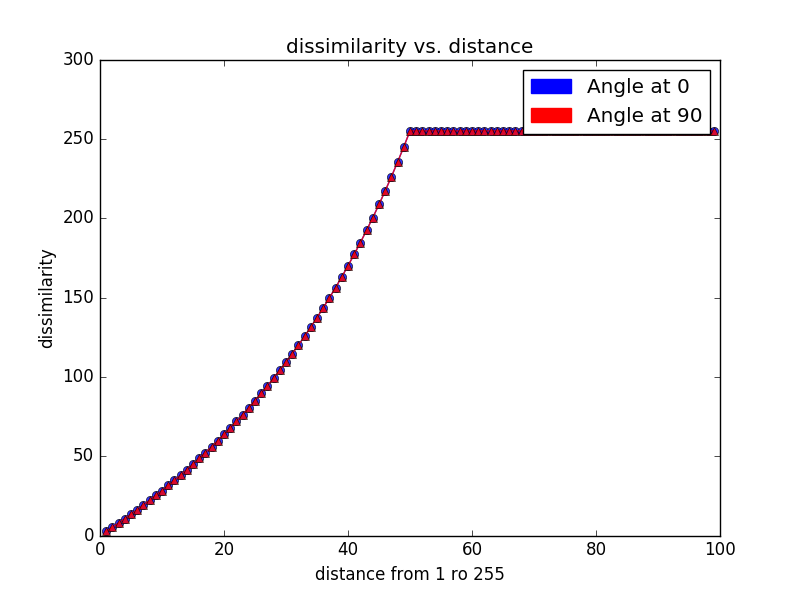 dissimilarity vs. distance
300
250
200
150
100
50
0
dissimilarity
Angle at 0
Angle at 90
0 20 40 60 80 100
distance from 1 ro 255